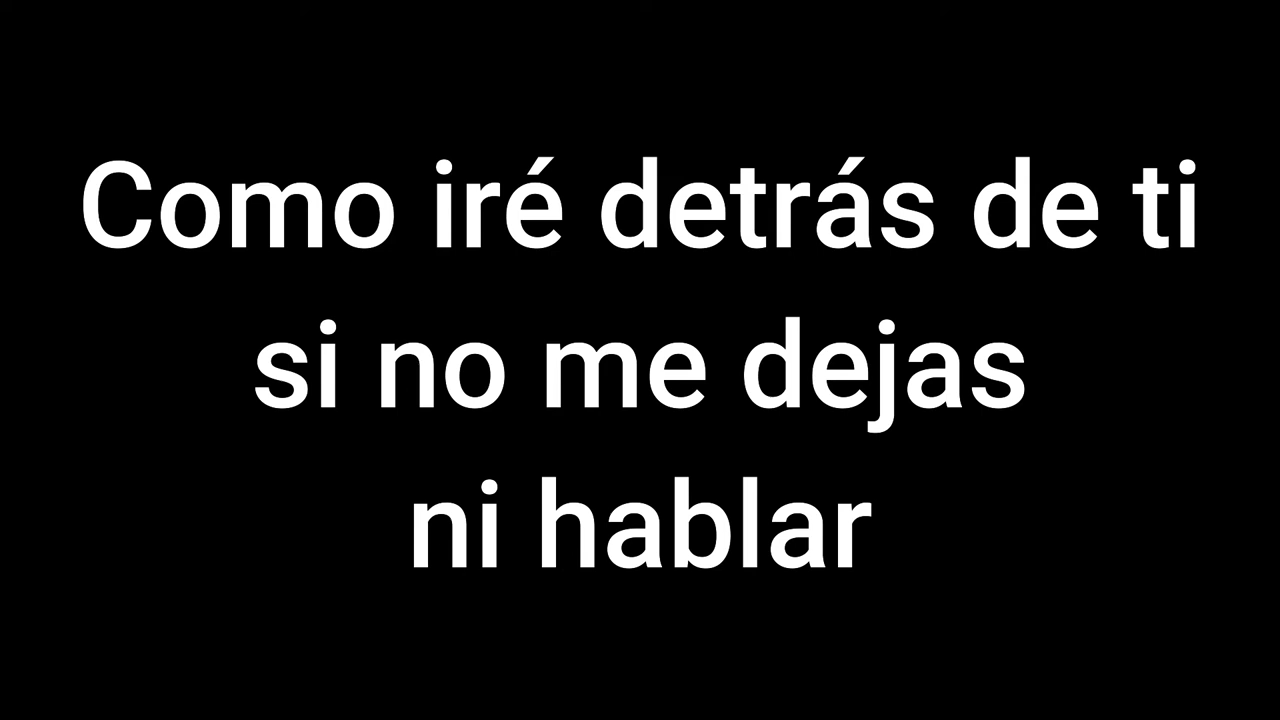 Como iré detrás de ti
si no me dejas
ni hablar